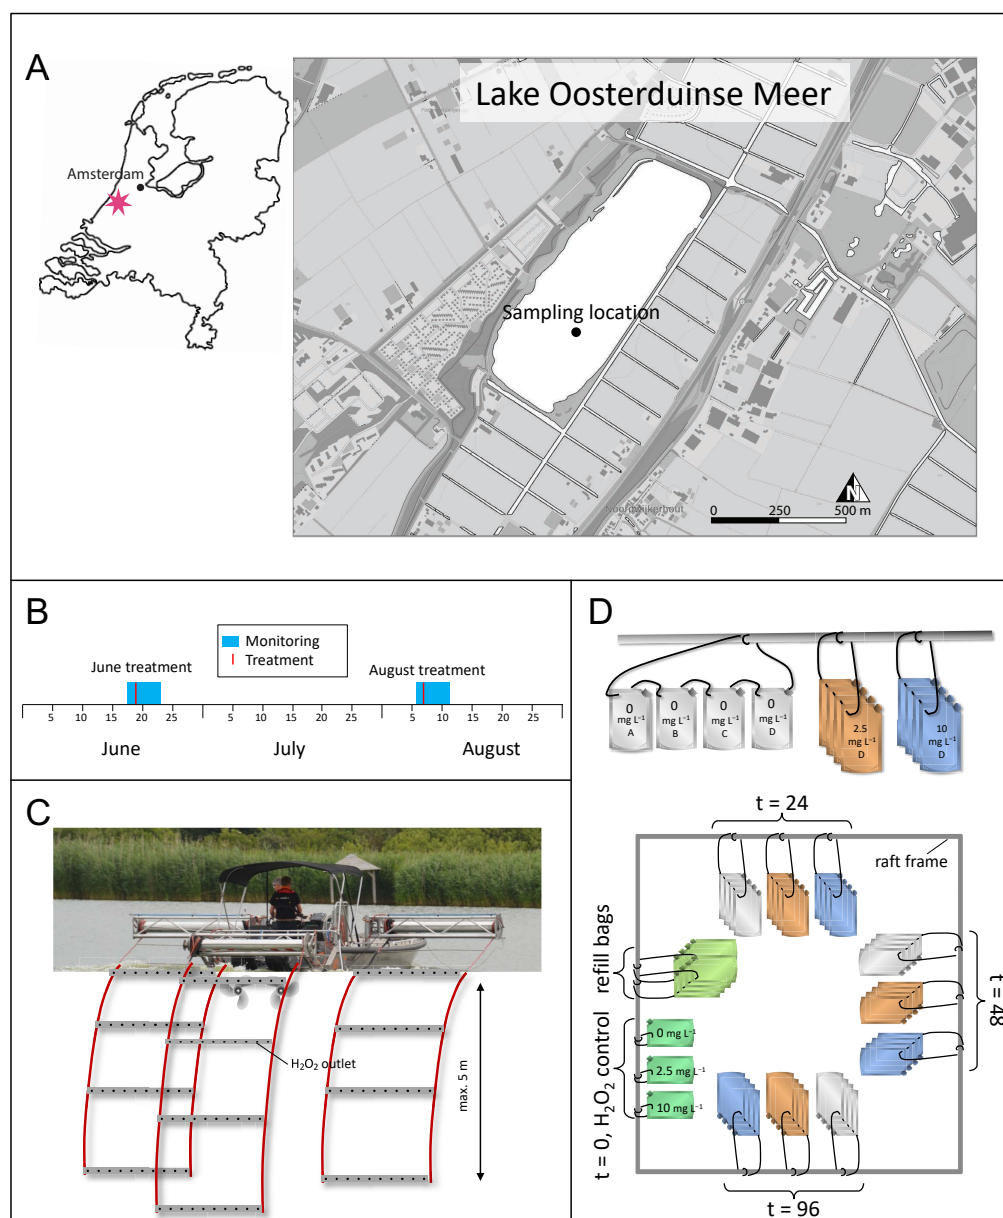 A
Lake Oosterduinse Meer
Amsterdam
Sampling location
Noordwijkerhout
N
0 250 500 m
B
Monitoring
Treatment
June treatment
August treatment
5 10 15 20 25 5 10 15 20 25 5 10 15 20 25
June July August
C
H₂O₂ outlet
max. 5 m
D
0 mg L⁻¹ A
0 mg L⁻¹ B
0 mg L⁻¹ C
0 mg L⁻¹ D
2.5 mg L⁻¹ D
10 mg L⁻¹ D
t = 24
raft frame
refill bags
t = 48
t = 0, H₂O₂ control
0 mg L⁻¹
2.5 mg L⁻¹
10 mg L⁻¹
t = 96